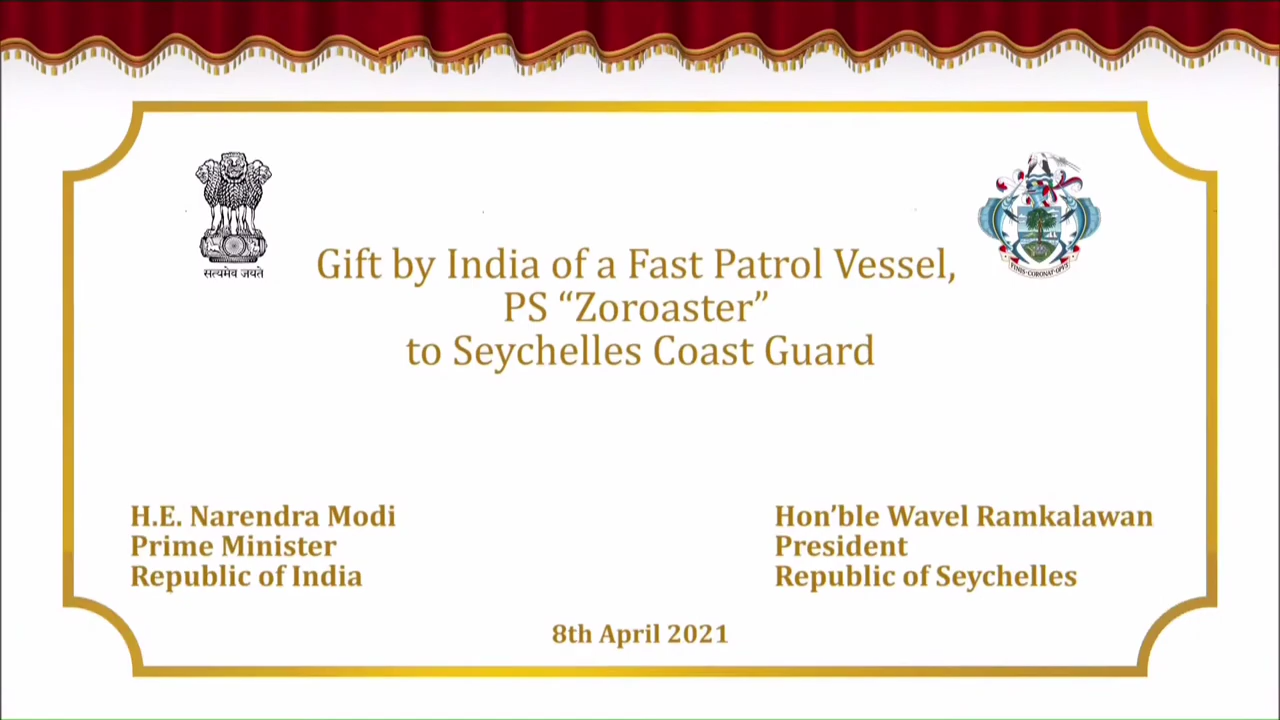 सत्यमेव जयते
Gift by India of a Fast Patrol Vessel,
PS “Zoroaster”
to Seychelles Coast Guard
H.E. Narendra Modi
Prime Minister
Republic of India
Hon’ble Wavel Ramkalawan
President
Republic of Seychelles
8th April 2021